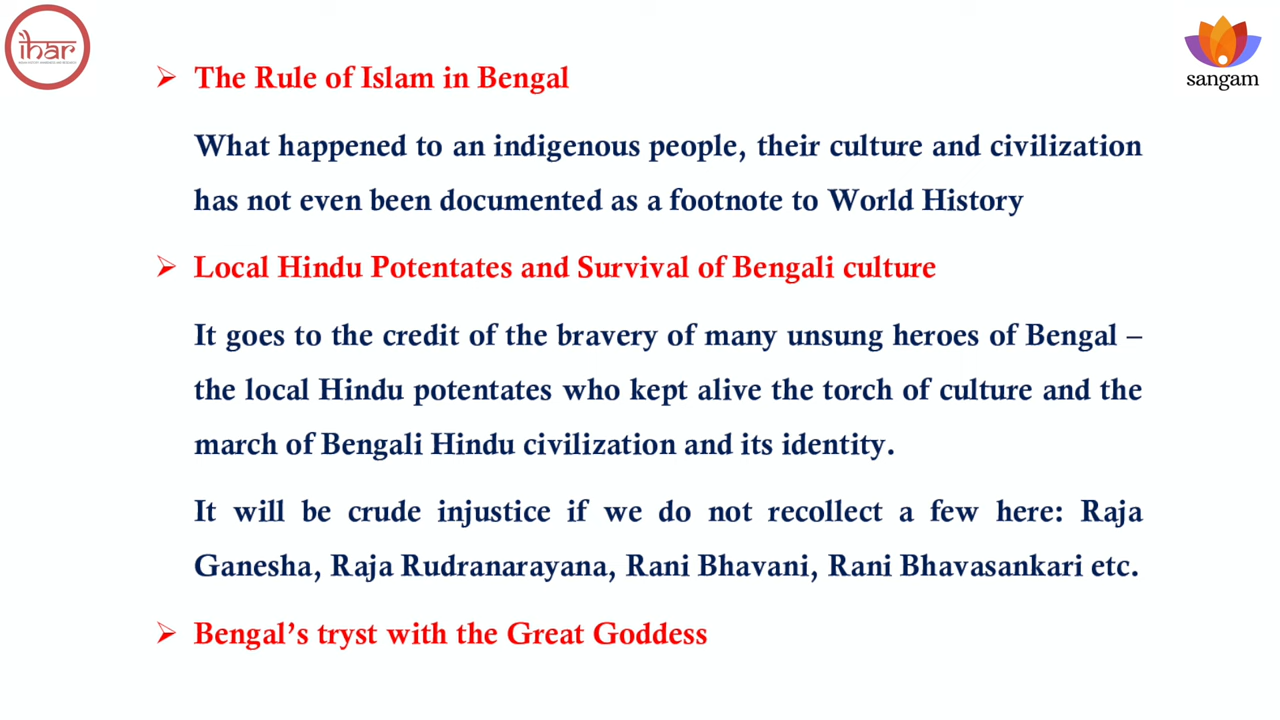 ihar
sangam
The Rule of Islam in Bengal
What happened to an indigenous people, their culture and civilization
has not even been documented as a footnote to World History
Local Hindu Potentates and Survival of Bengali culture
It goes to the credit of the bravery of many unsung heroes of Bengal –
the local Hindu potentates who kept alive the torch of culture and the
march of Bengali Hindu civilization and its identity.
It will be crude injustice if we do not recollect a few here: Raja
Ganesha, Raja Rudranarayana, Rani Bhavani, Rani Bhavasankari etc.
Bengal’s tryst with the Great Goddess